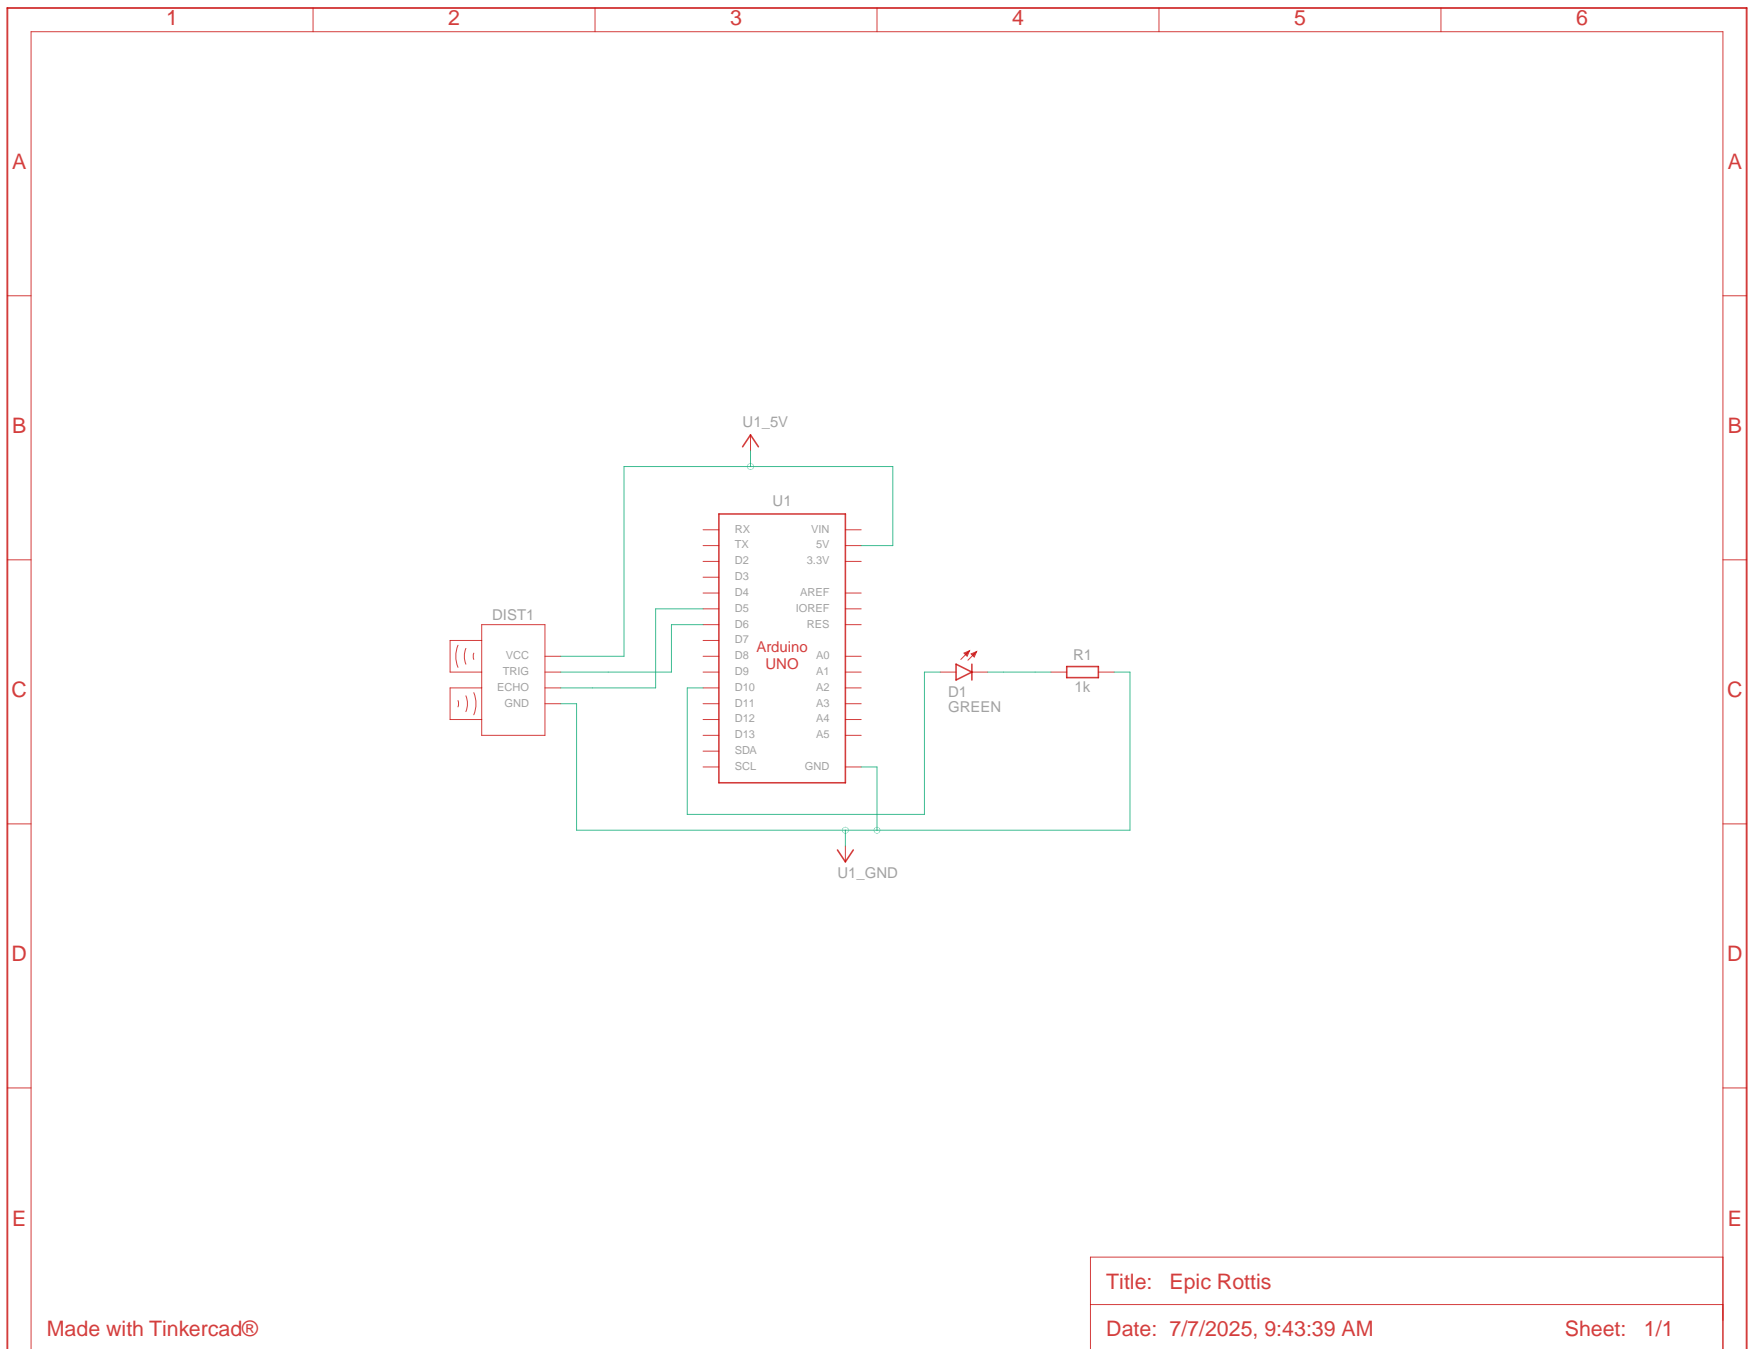 1 2 3 4 5 6
A A
B B
U1_5V
U1
RX VIN
TX 5V
D2 3.3V
D3
D4 AREF
D5 IOREF
DIST1
D6 RES
D7
Arduino
UNO
VCC
D8 A0
TRIG
D9 A1
ECHO
D10 A2
GND
D11 A3
D12 A4
D13 A5
SDA
SCL GND
R1
1k
D1
GREEN
C C
U1_GND
D D
E E
Title: Epic Rottis
Made with Tinkercad®
Date: 7/7/2025, 9:43:39 AM Sheet: 1/1